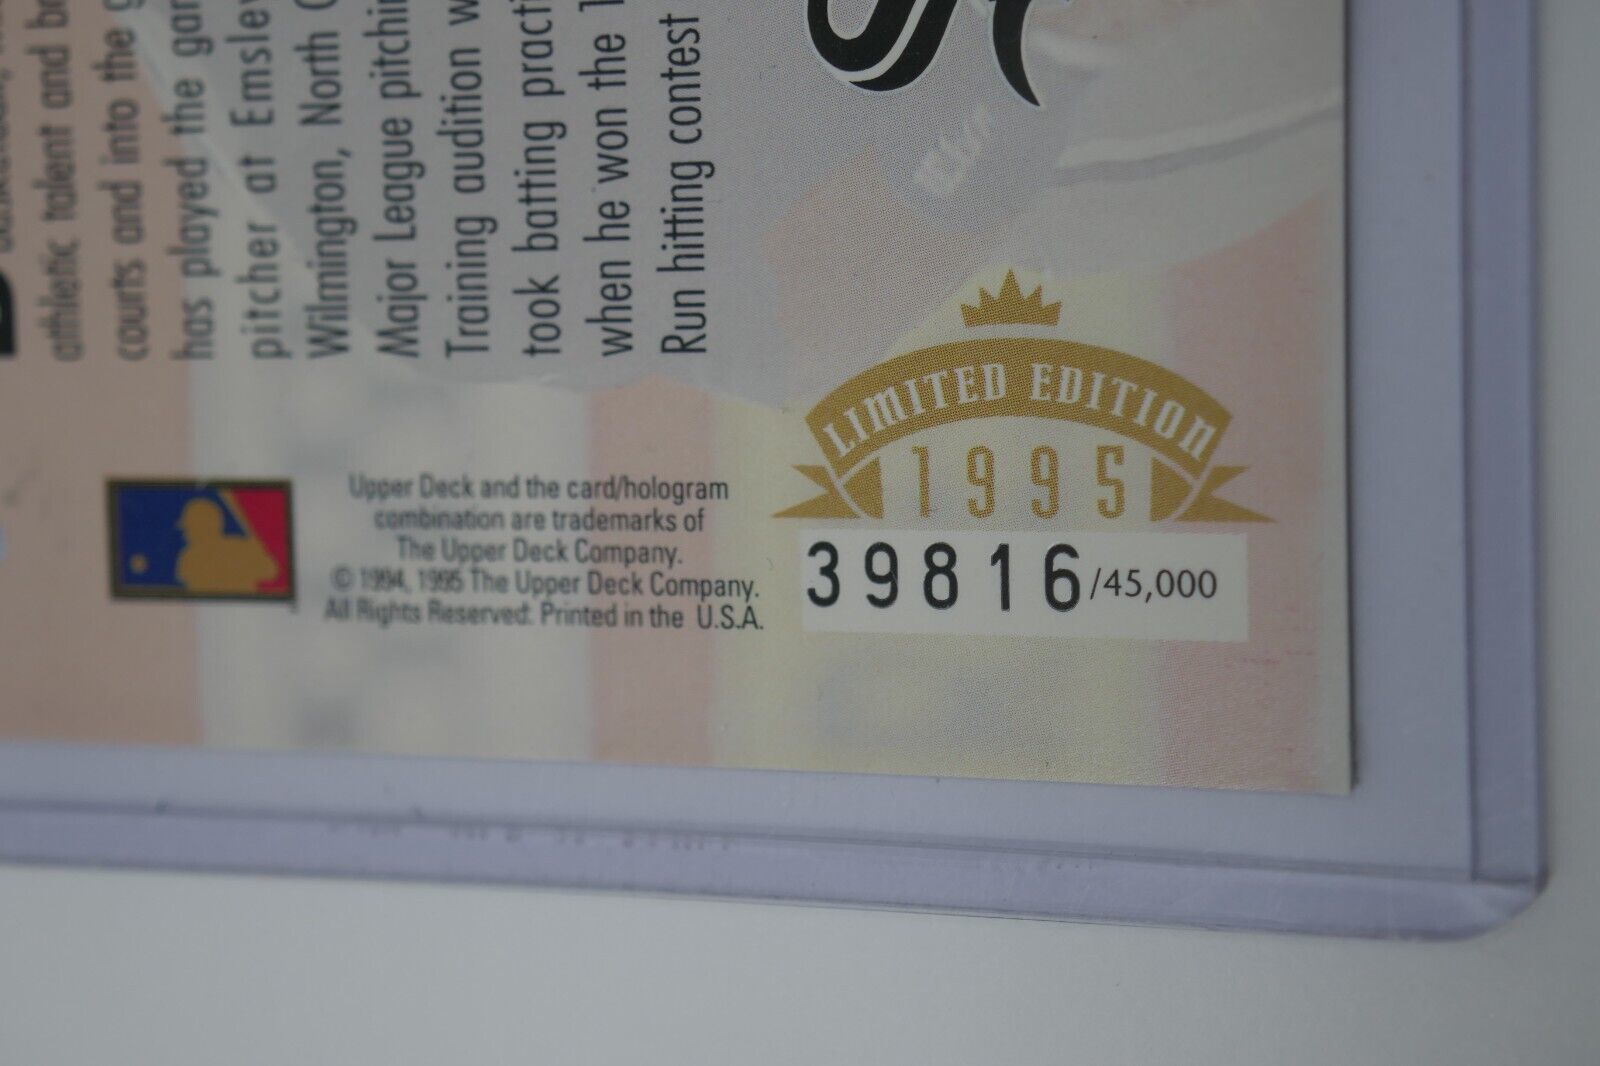 athletic talent and
courts and into the
has played the
pitcher at
Wilmington, North
Major League
Training audition
took batting
when he won the
Run hitting contest
LIMITED EDITION
1995
39816/45,000
Upper Deck and the card/hologram
combination are trademarks of
The Upper Deck Company.
© 1994, 1995 The Upper Deck Company.
All Rights Reserved. Printed in the U.S.A.